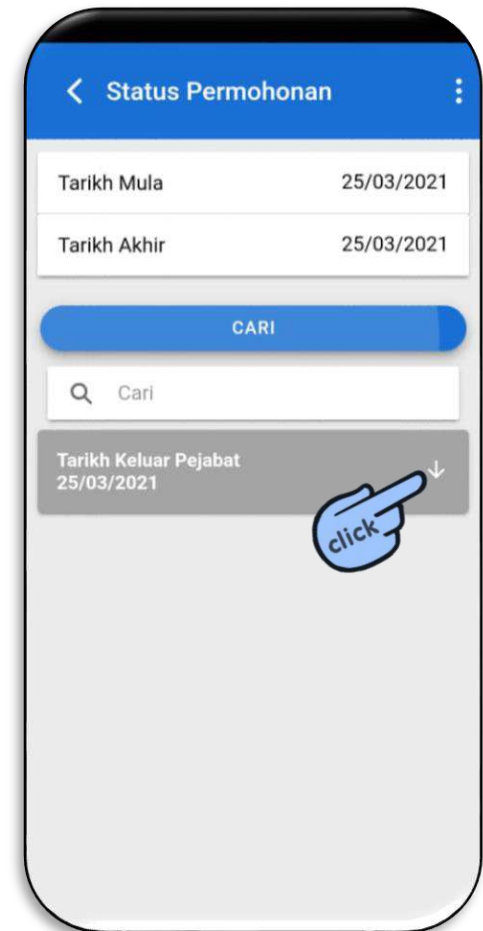 Status Permohonan
Tarikh Mula 25/03/2021
Tarikh Akhir 25/03/2021
CARI
Cari
Tarikh Keluar Pejabat
25/03/2021
click